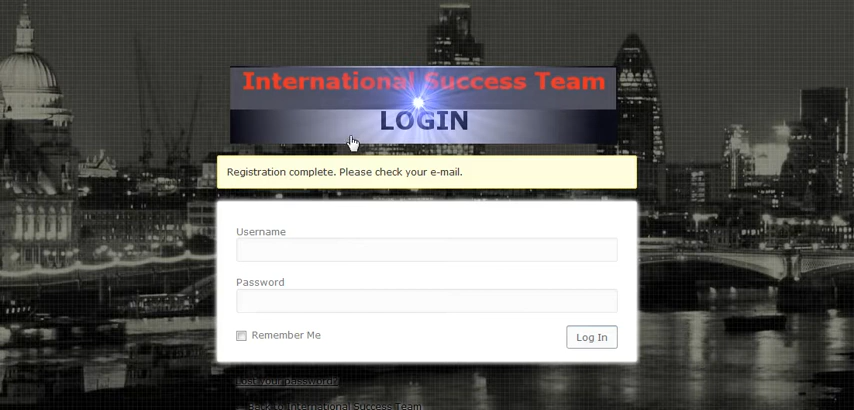 International Success Team
LOGIN
Registration complete. Please check your e-mail.
Username
Password
Remember Me
Log In
Lost your password?
← Back to International Success Team